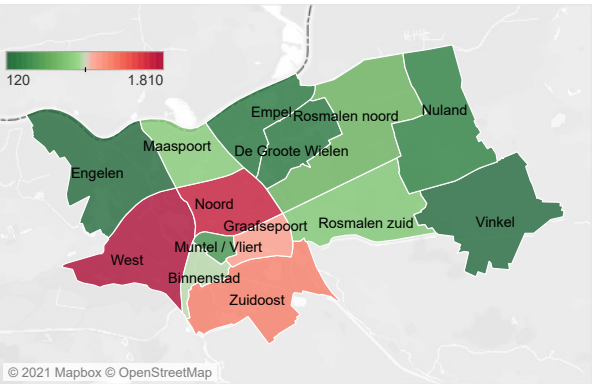 120
1.810
Empel
Rosmalen noord
Nuland
Maaspoort
De Groote Wielen
Engelen
Noord
Graafsepoort
Rosmalen zuid
Vinkel
Muntel / Vliert
West
Binnenstad
Zuidoost
© 2021 Mapbox © OpenStreetMap